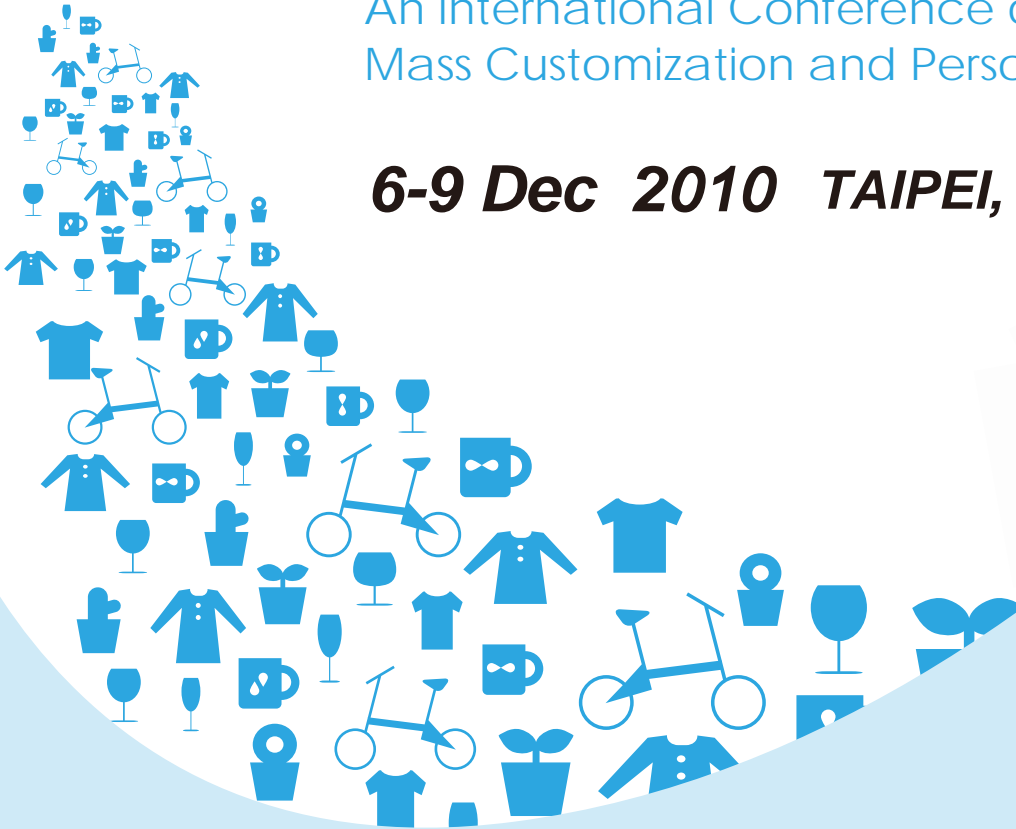 An International Conference o
Mass Customization and Perso
6-9 Dec 2010 TAIPEI,